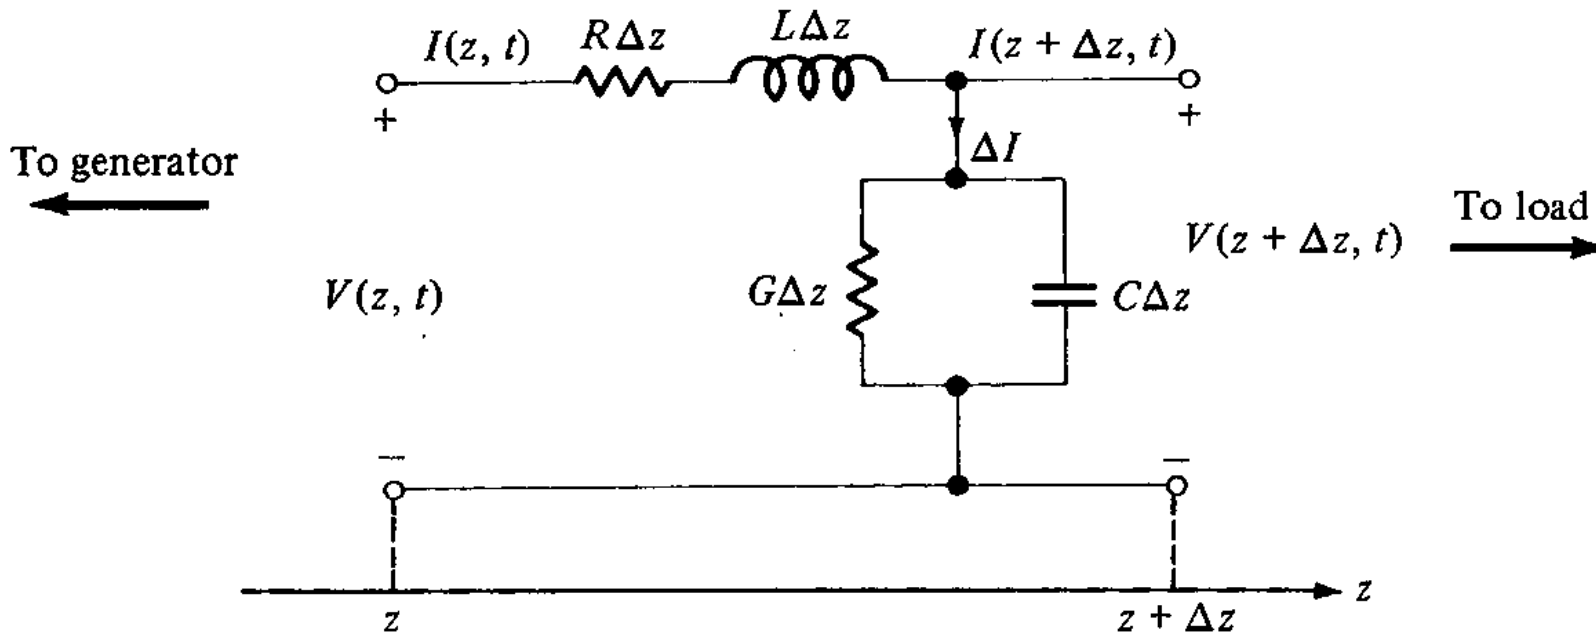 I(z, t) RΔz LΔz I(z + Δz, t)
+ +
To generator
ΔI
To load
V(z, t)
GΔz
CΔz
V(z + Δz, t)
− −
z z + Δz z